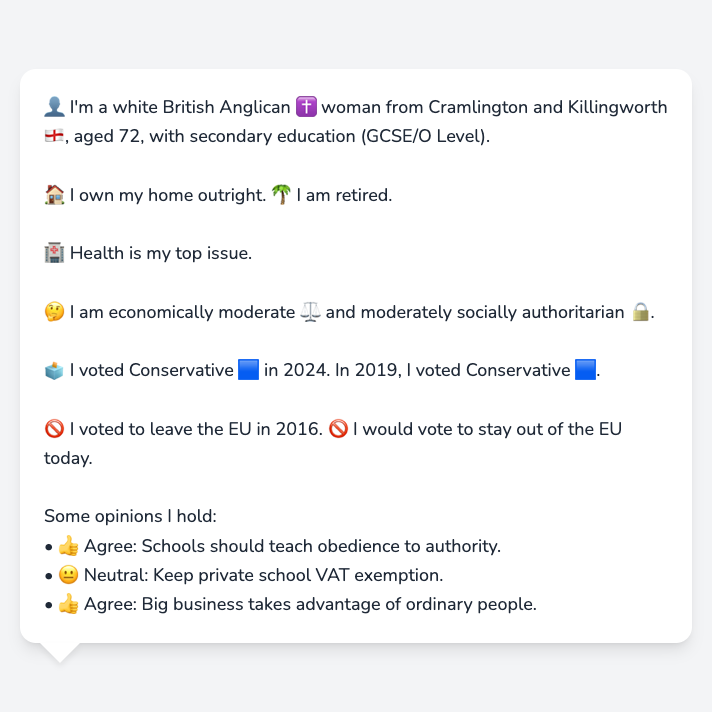 👤 I'm a white British Anglican ✝️ woman from Cramlington and Killingworth
🏴󠁧󠁢󠁥󠁮󠁧󠁿, aged 72, with secondary education (GCSE/O Level).
🏠 I own my home outright. 🌴 I am retired.
🏥 Health is my top issue.
🤔 I am economically moderate ⚖️ and moderately socially authoritarian 🔒.
🗳️ I voted Conservative 🟦 in 2024. In 2019, I voted Conservative 🟦.
🚫 I voted to leave the EU in 2016. 🚫 I would vote to stay out of the EU
today.
Some opinions I hold:
• 👍 Agree: Schools should teach obedience to authority.
• 😐 Neutral: Keep private school VAT exemption.
• 👍 Agree: Big business takes advantage of ordinary people.